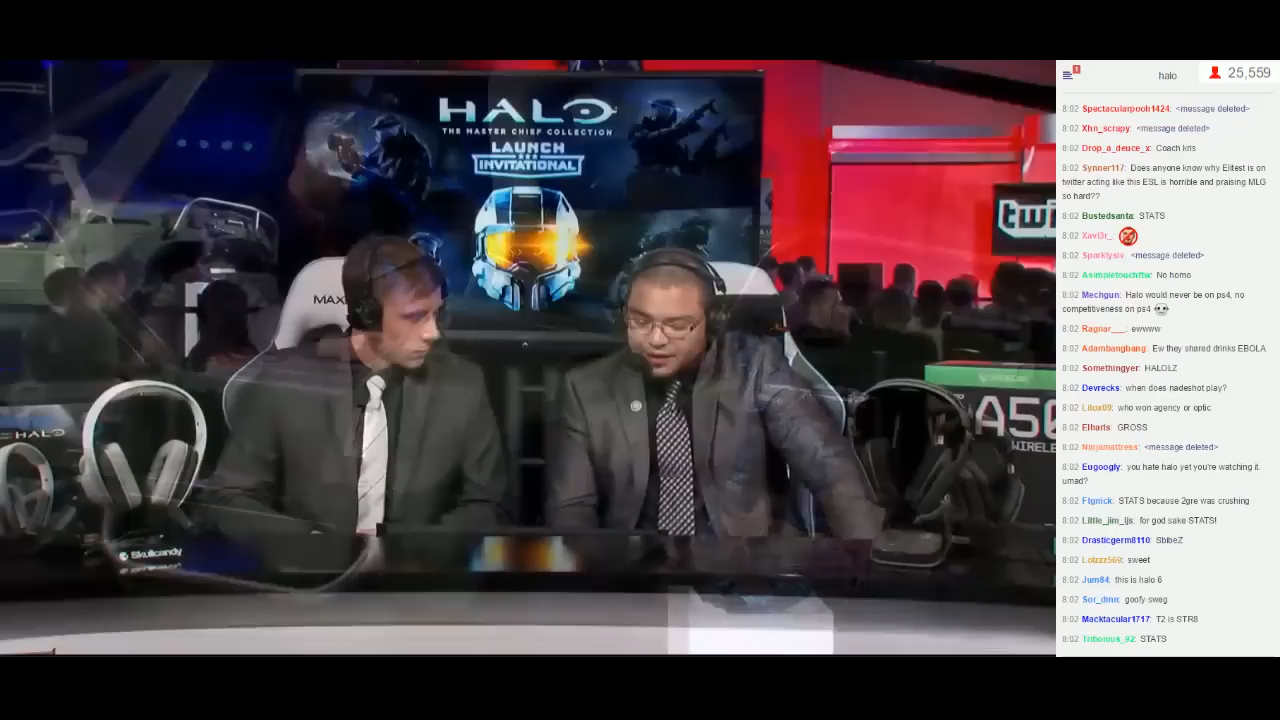 HALO
THE MASTER CHIEF COLLECTION
LAUNCH
INVITATIONAL
MAX
HALO
Skullcandy
A50
WIRELE
halo
25,559
8:02 Spectacularpooh1424: <message deleted>
8:02 Xhn_scrapy: <message deleted>
8:02 Drop_a_deuce_x: Coach kris
8:02 Synner117: Does anyone know why Elitest is on
twitter acting like this ESL is horrible and praising MLG
so hard??
8:02 Bustedsanta: STATS
8:02 Xavi3r_:
8:02 Sparklysiv: <message deleted>
8:02 Asimpletouchftw: No homo
8:02 Mechgun: Halo would never be on ps4, no
competitiveness on ps4
8:02 Ragnar___: ewwww
8:02 Adambangbang: Ew they shared drinks EBOLA
8:02 Somethingyer: HALOLZ
8:02 Devrecks: when does nadeshot play?
8:02 Litox09: who won agency or optic
8:02 Elharts: GROSS
8:02 Ninjamattress: <message deleted>
8:02 Eugoogly: you hate halo yet you're watching it.
umad?
8:02 Ftgnick: STATS because 2gre was crushing
8:02 Little_jim_ljs: for god sake STATS!
8:02 Drasticgerm8110: SbibeZ
8:02 Lolzzz569: sweet
8:02 Jum84: this is halo 6
8:02 Sor_dmn: goofy sweg
8:02 Macktacular1717: T2 is STR8
8:02 Tribonius_92: STATS